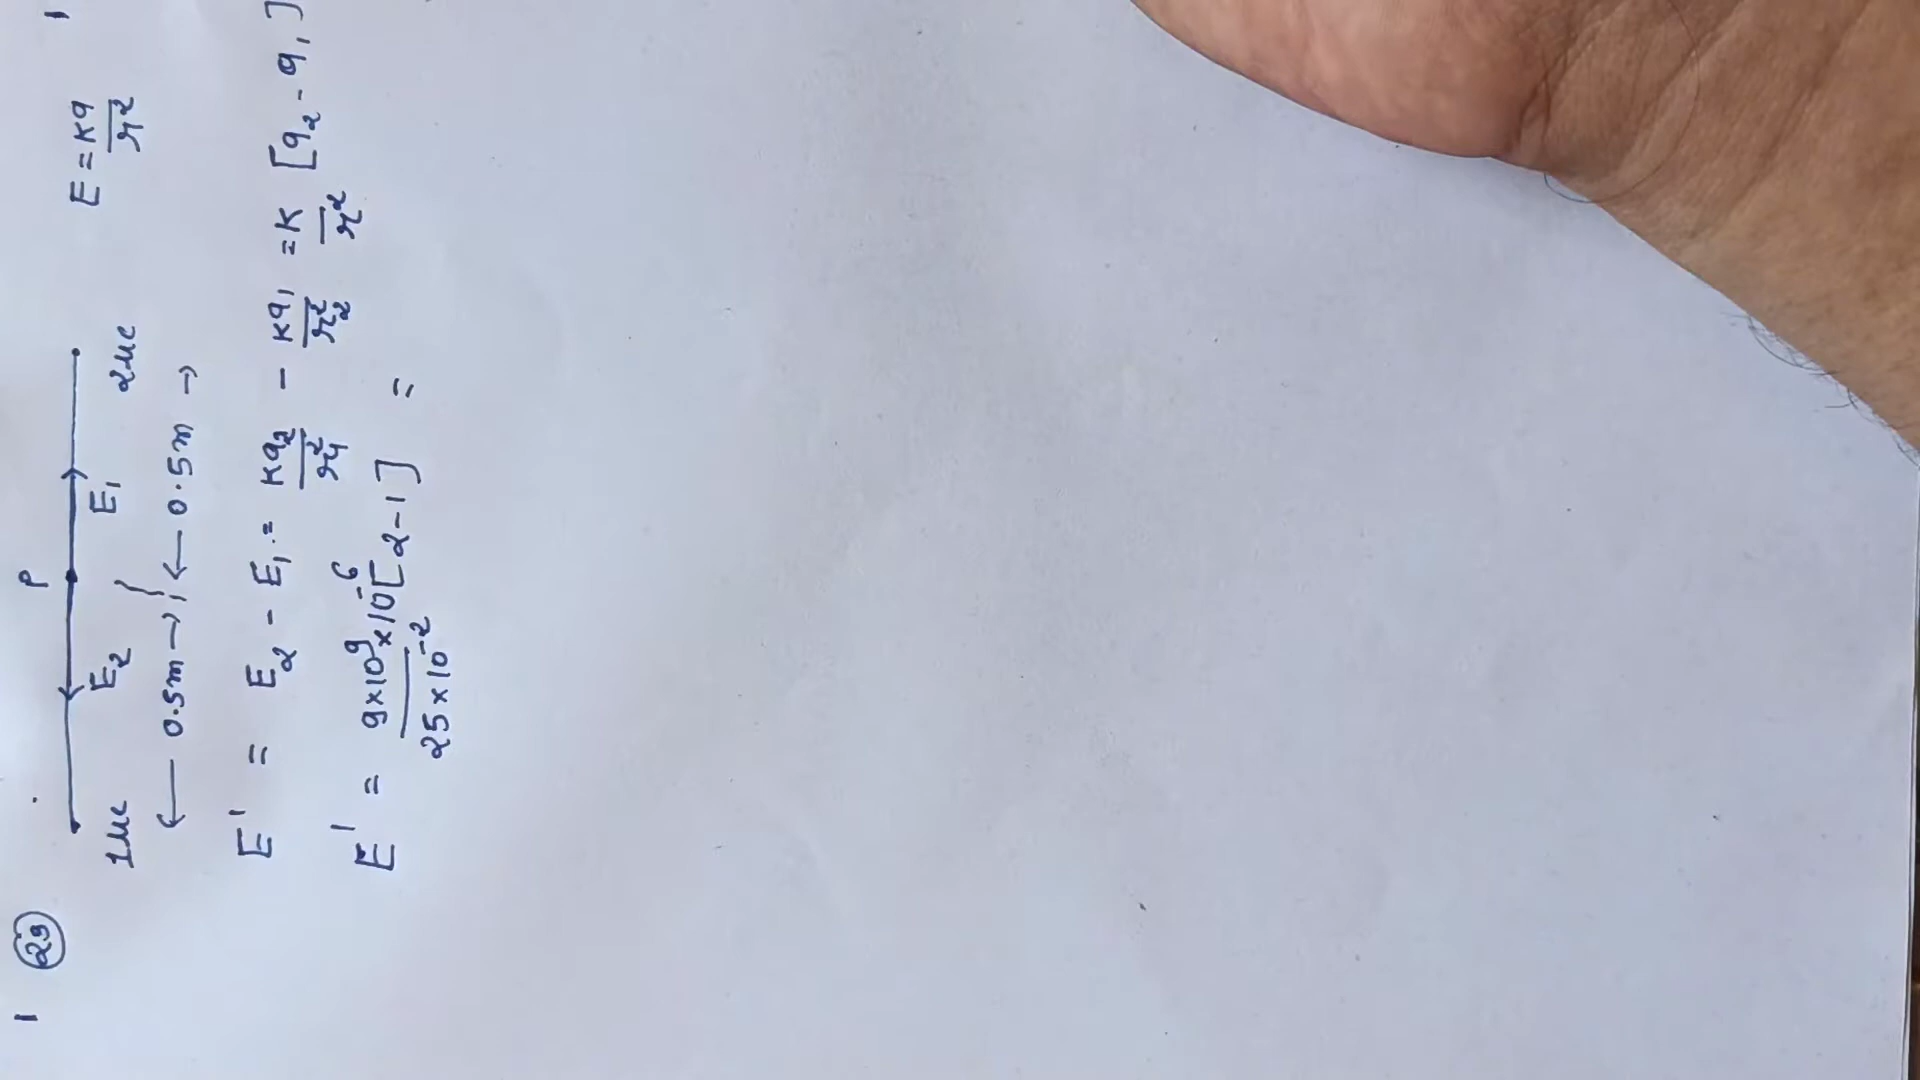 29
P
E = kq
r²
E₂ E₁
1μc 2μc
← 0.5m → ← 0.5m →
E' = E₂ - E₁ = kq₂ - kq₁ = k [q₂ - q₁]
r₁² r₂² r²
E' = 9×10⁹×10⁻⁶ [2-1] =
25×10⁻²